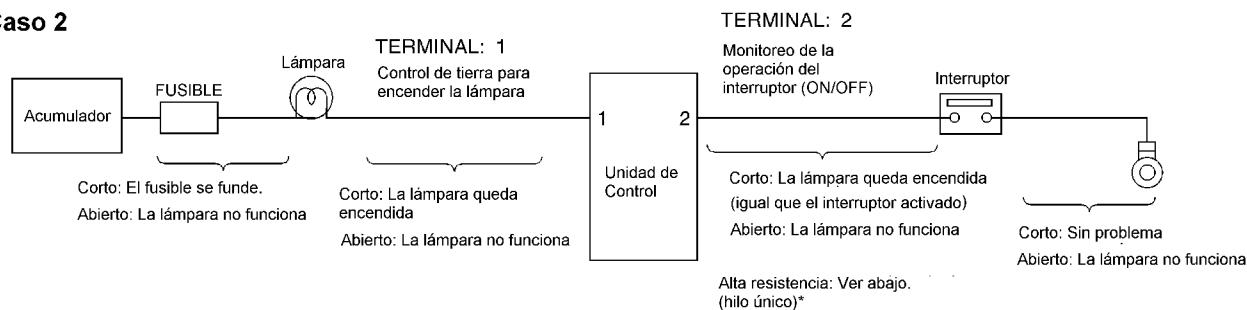 Caso 2
TERMINAL: 2
TERMINAL: 1
Monitoreo de la
operación del
interruptor (ON/OFF)
Lámpara
Control de tierra para
encender la lámpara
Interruptor
FUSIBLE
Acumulador
1
2
Unidad de
Control
Corto: El fusible se funde.
Abierto: La lámpara no funciona
Corto: La lámpara queda
encendida
Abierto: La lámpara no funciona
Corto: La lámpara queda encendida
(igual que el interruptor activado)
Abierto: La lámpara no funciona
Corto: Sin problema
Abierto: La lámpara no funciona
Alta resistencia: Ver abajo.
(hilo único)*